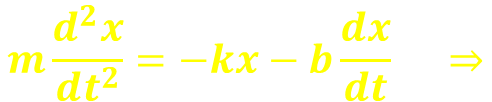 m d²x/dt² = −kx − b dx/dt ⇒